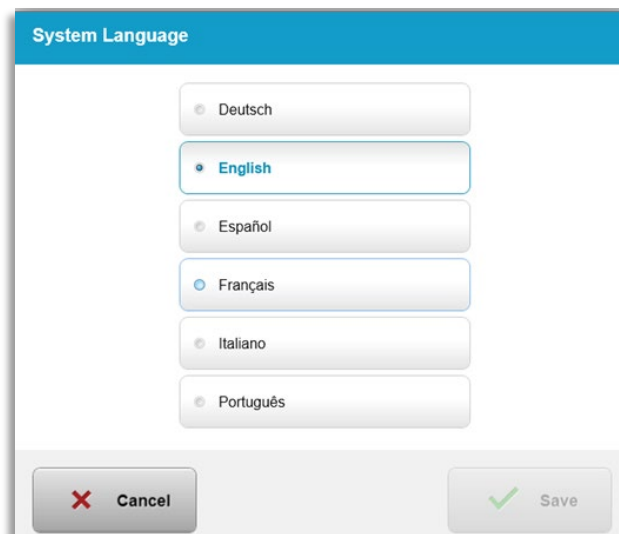 System Language
Deutsch
English
Español
Français
Italiano
Português
Cancel
Save